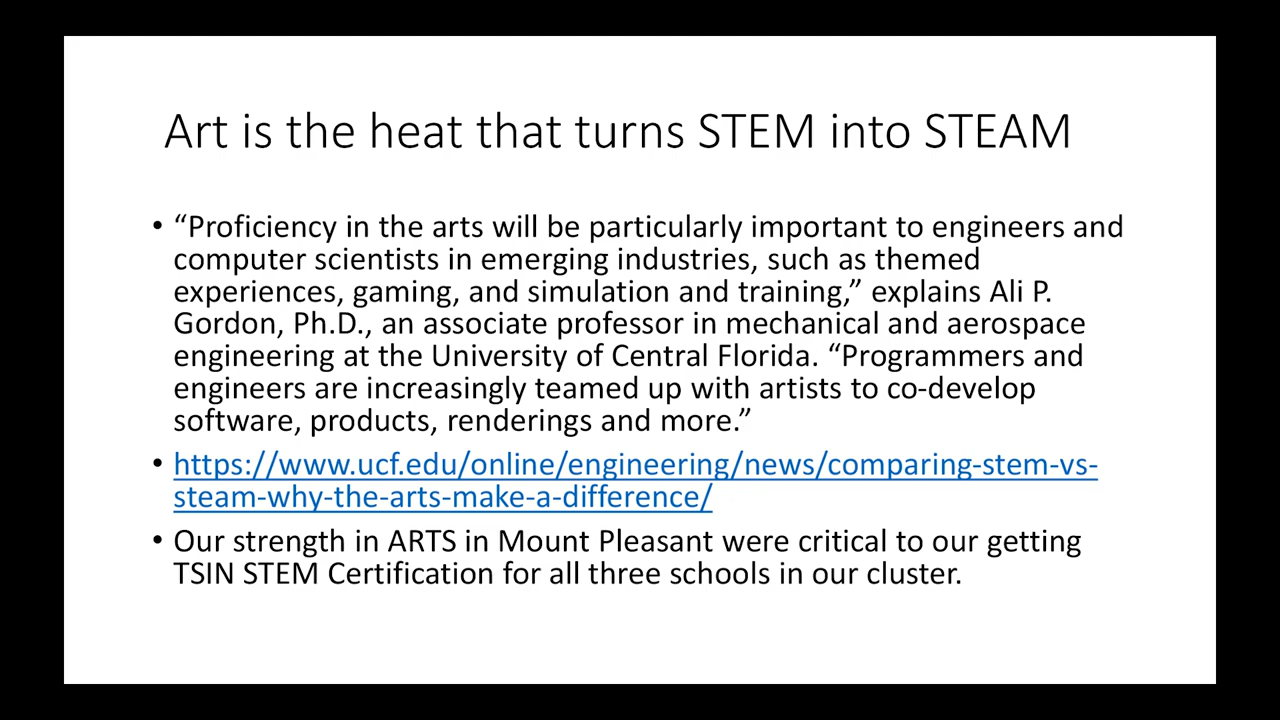 Art is the heat that turns STEM into STEAM
• “Proficiency in the arts will be particularly important to engineers and
computer scientists in emerging industries, such as themed
experiences, gaming, and simulation and training,” explains Ali P.
Gordon, Ph.D., an associate professor in mechanical and aerospace
engineering at the University of Central Florida. “Programmers and
engineers are increasingly teamed up with artists to co-develop
software, products, renderings and more.”
• https://www.ucf.edu/online/engineering/news/comparing-stem-vs-
steam-why-the-arts-make-a-difference/
• Our strength in ARTS in Mount Pleasant were critical to our getting
TSIN STEM Certification for all three schools in our cluster.